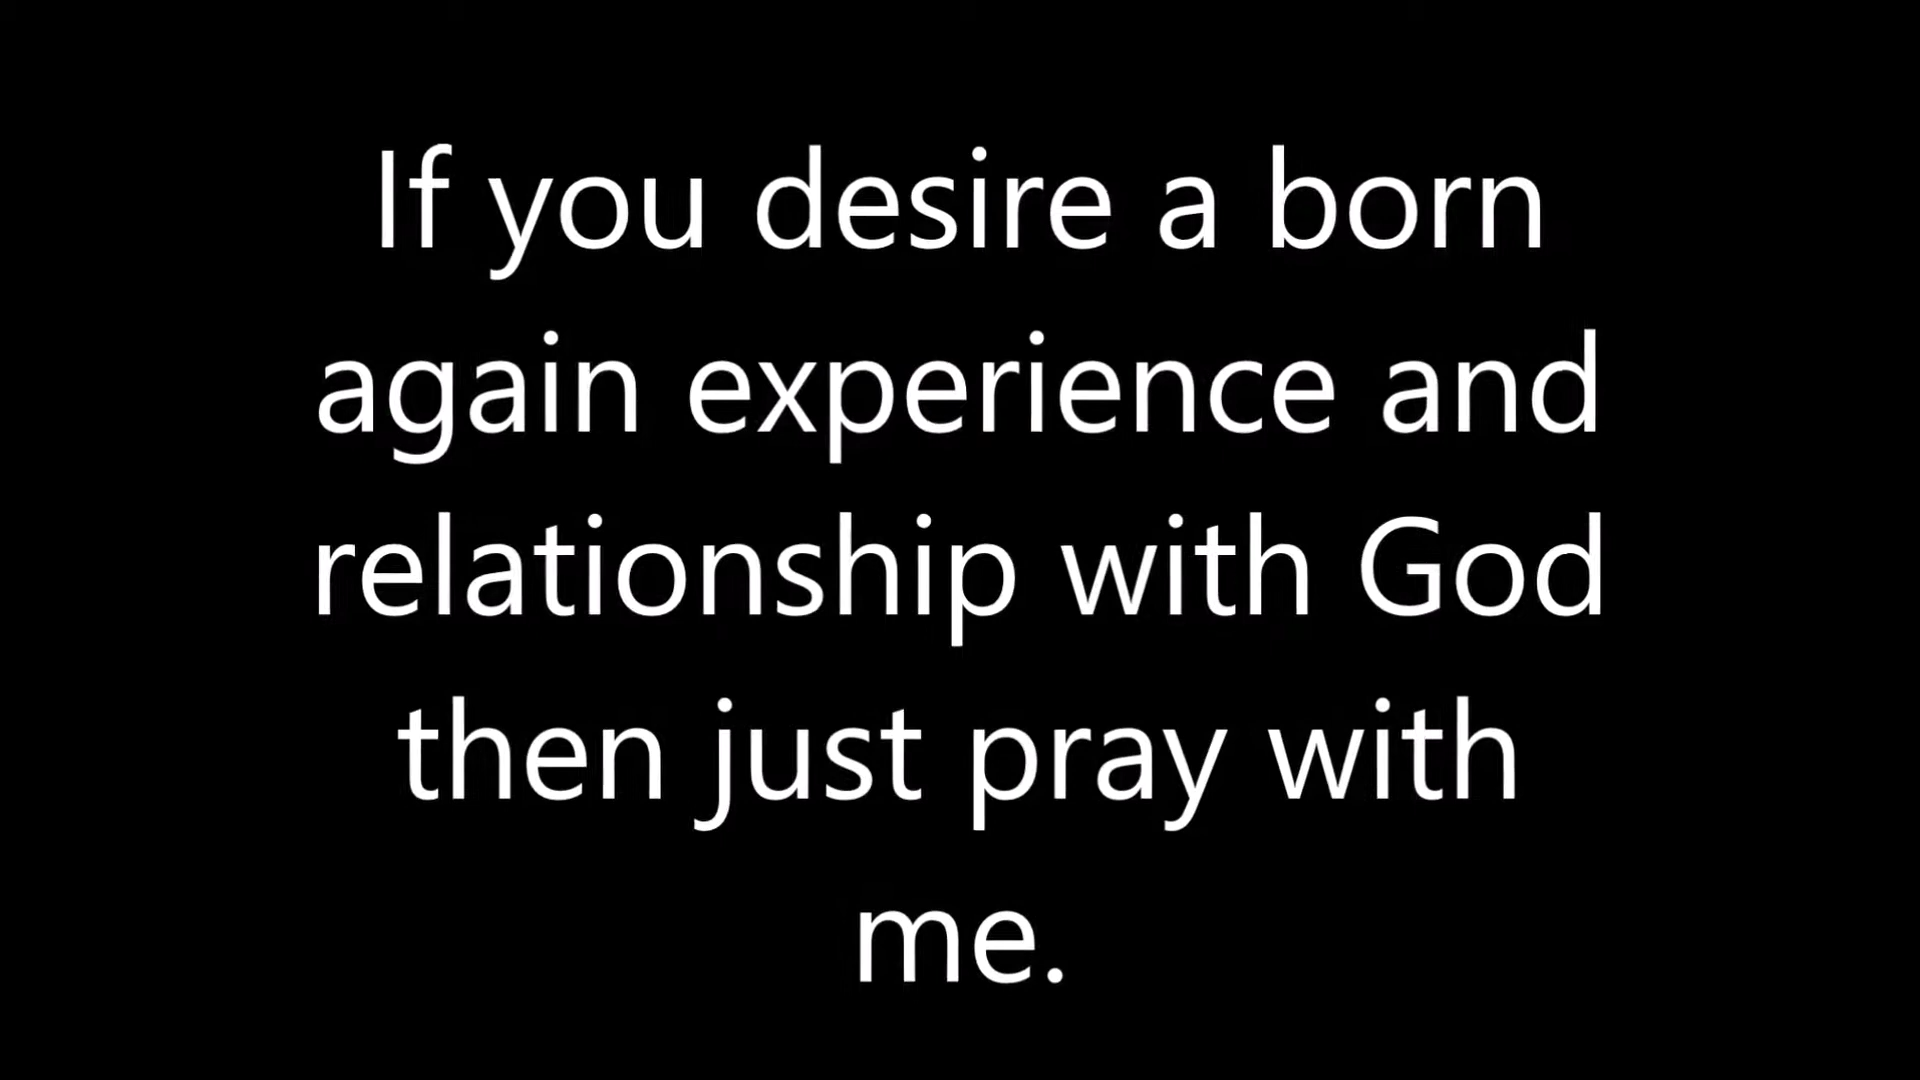 If you desire a born
again experience and
relationship with God
then just pray with
me.